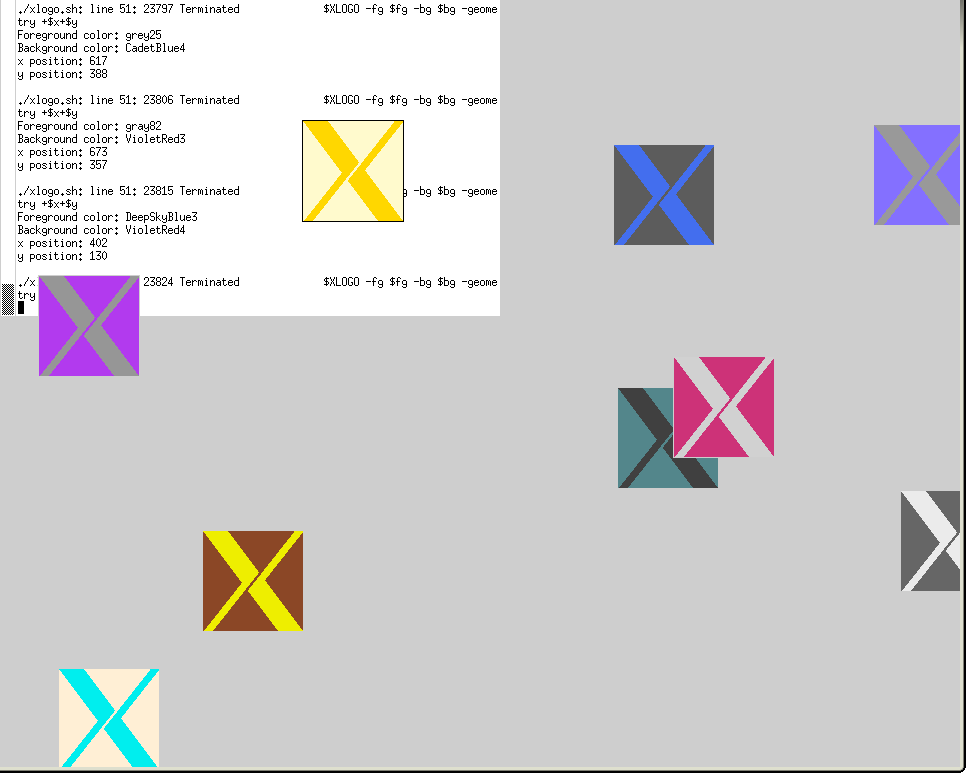 ./xlogo.sh: line 51: 23797 Terminated $XLOGO -fg $fg -bg $bg -geome
try +$x+$y
Foreground color: grey25
Background color: CadetBlue4
x position: 617
y position: 388
./xlogo.sh: line 51: 23806 Terminated $XLOGO -fg $fg -bg $bg -geome
try +$x+$y
Foreground color: gray82
Background color: VioletRed3
x position: 673
y position: 357
./xlogo.sh: line 51: 23815 Terminated g -bg $bg -geome
try +$x+$y
Foreground color: DeepSkyBlue3
Background color: VioletRed4
x position: 402
y position: 130
./x 23824 Terminated $XLOGO -fg $fg -bg $bg -geome
try